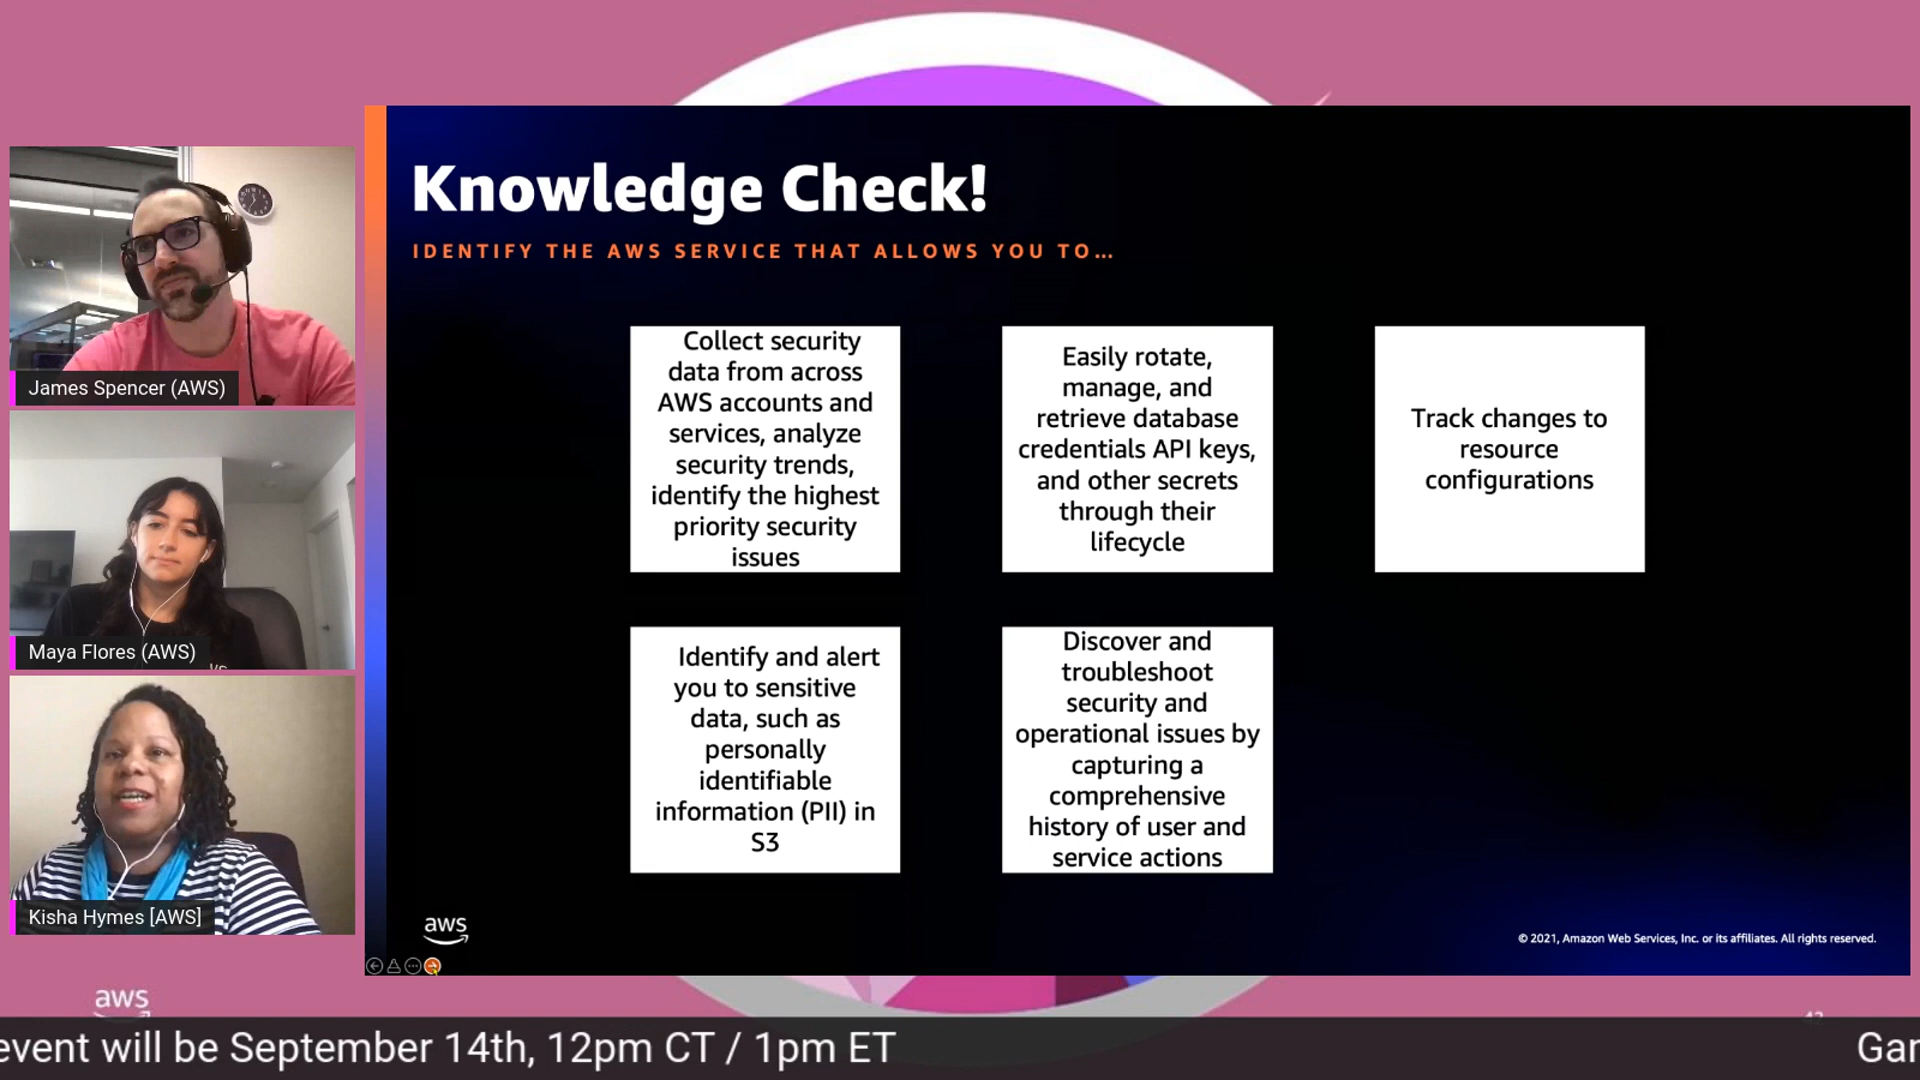 Knowledge Check!
IDENTIFY THE AWS SERVICE THAT ALLOWS YOU TO...
Collect security
data from across
AWS accounts and
services, analyze
security trends,
identify the highest
priority security
issues
Easily rotate,
manage, and
retrieve database
credentials API keys,
and other secrets
through their
lifecycle
Track changes to
resource
configurations
Identify and alert
you to sensitive
data, such as
personally
identifiable
information (PII) in
S3
Discover and
troubleshoot
security and
operational issues by
capturing a
comprehensive
history of user and
service actions
James Spencer (AWS)
Maya Flores (AWS)
Kisha Hymes [AWS]
aws
© 2021, Amazon Web Services, Inc. or its affiliates. All rights reserved.
aws
event will be September 14th, 12pm CT / 1pm ET